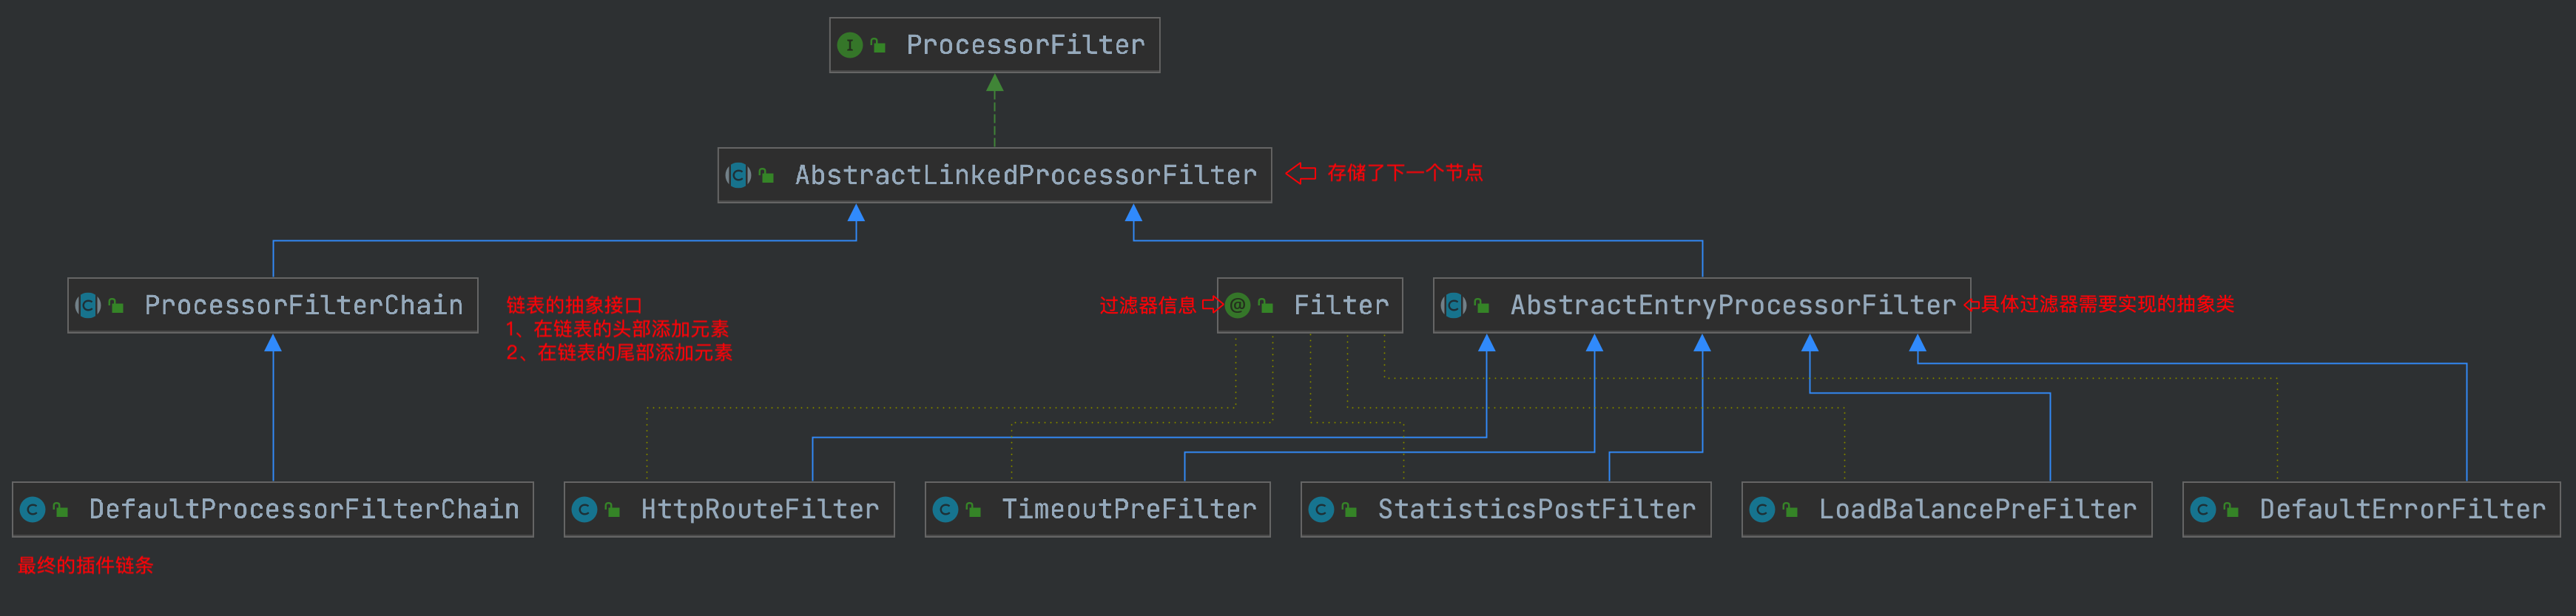 ProcessorFilter
AbstractLinkedProcessorFilter
存储了下一个节点
ProcessorFilterChain
链表的抽象接口
1、在链表的头部添加元素
2、在链表的尾部添加元素
过滤器信息
Filter
AbstractEntryProcessorFilter
具体过滤器需要实现的抽象类
DefaultProcessorFilterChain
HttpRouteFilter
TimeoutPreFilter
StatisticsPostFilter
LoadBalancePreFilter
DefaultErrorFilter
最终的插件链条